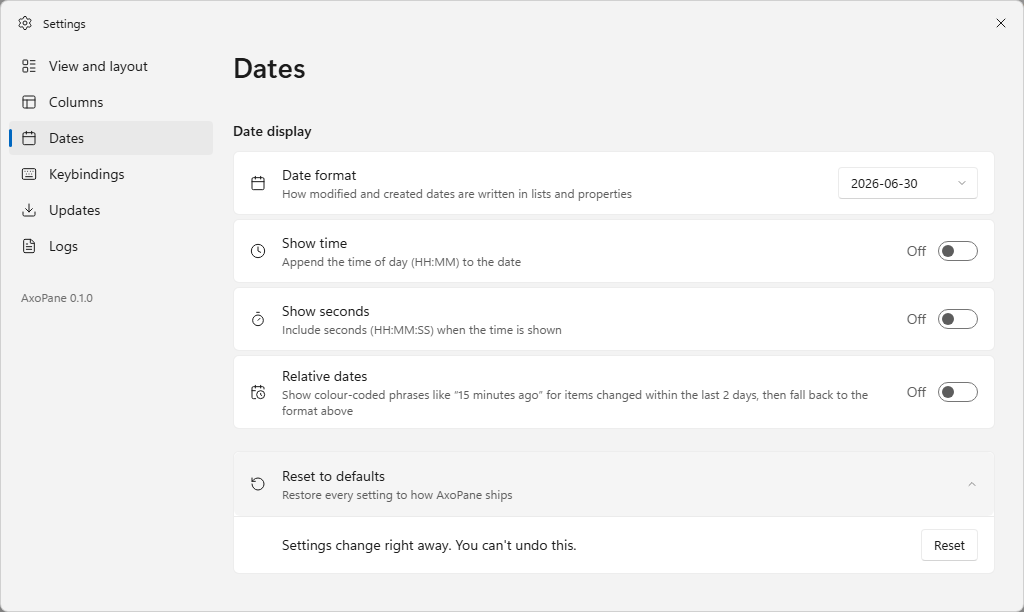 Settings
View and layout
Columns
Dates
Keybindings
Updates
Logs
AxoPane 0.1.0
Dates
Date display
Date format
How modified and created dates are written in lists and properties
2026-06-30
Show time
Append the time of day (HH:MM) to the date
Off
Show seconds
Include seconds (HH:MM:SS) when the time is shown
Off
Relative dates
Show colour-coded phrases like “15 minutes ago” for items changed within the last 2 days, then fall back to the
format above
Off
Reset to defaults
Restore every setting to how AxoPane ships
Settings change right away. You can't undo this.
Reset